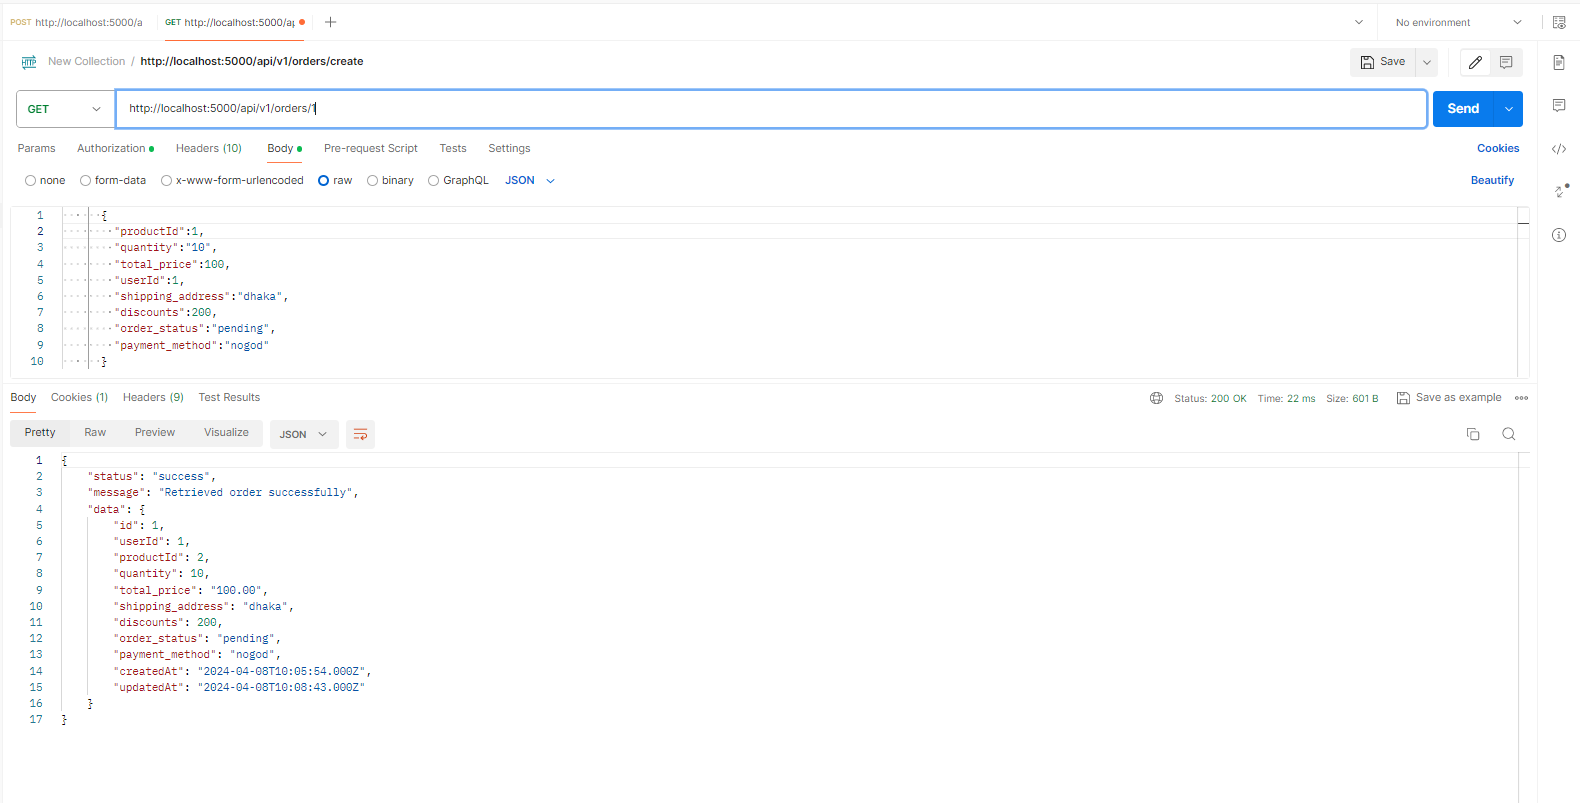 POST http://localhost:5000/a GET http://localhost:5000/ap No environment
New Collection / http://localhost:5000/api/v1/orders/create Save
GET http://localhost:5000/api/v1/orders/1 Send
Params Authorization Headers (10) Body Pre-request Script Tests Settings Cookies
none form-data x-www-form-urlencoded raw binary GraphQL JSON Beautify
1 {
2 "productId":1,
3 "quantity":"10",
4 "total_price":100,
5 "userId":1,
6 "shipping_address":"dhaka",
7 "discounts":200,
8 "order_status":"pending",
9 "payment_method":"nogod"
10 }
Body Cookies (1) Headers (9) Test Results Status: 200 OK Time: 22 ms Size: 601 B Save as example
Pretty Raw Preview Visualize JSON
1 {
2 "status": "success",
3 "message": "Retrieved order successfully",
4 "data": {
5 "id": 1,
6 "userId": 1,
7 "productId": 2,
8 "quantity": 10,
9 "total_price": "100.00",
10 "shipping_address": "dhaka",
11 "discounts": 200,
12 "order_status": "pending",
13 "payment_method": "nogod",
14 "createdAt": "2024-04-08T10:05:54.000Z",
15 "updatedAt": "2024-04-08T10:08:43.000Z"
16 }
17 }